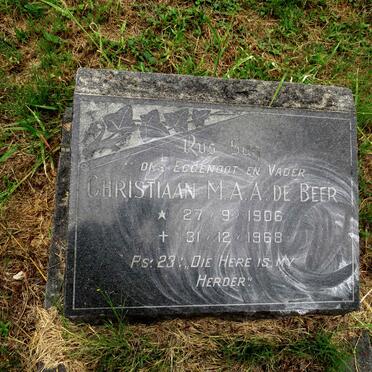 Rus Sag
ONS EGGENOOT EN VADER
CHRISTIAAN M.A.A. DE BEER
★ 27·9·1906
✝ 31·12·1968
PS: 23: "DIE HERE IS MY
HERDER"